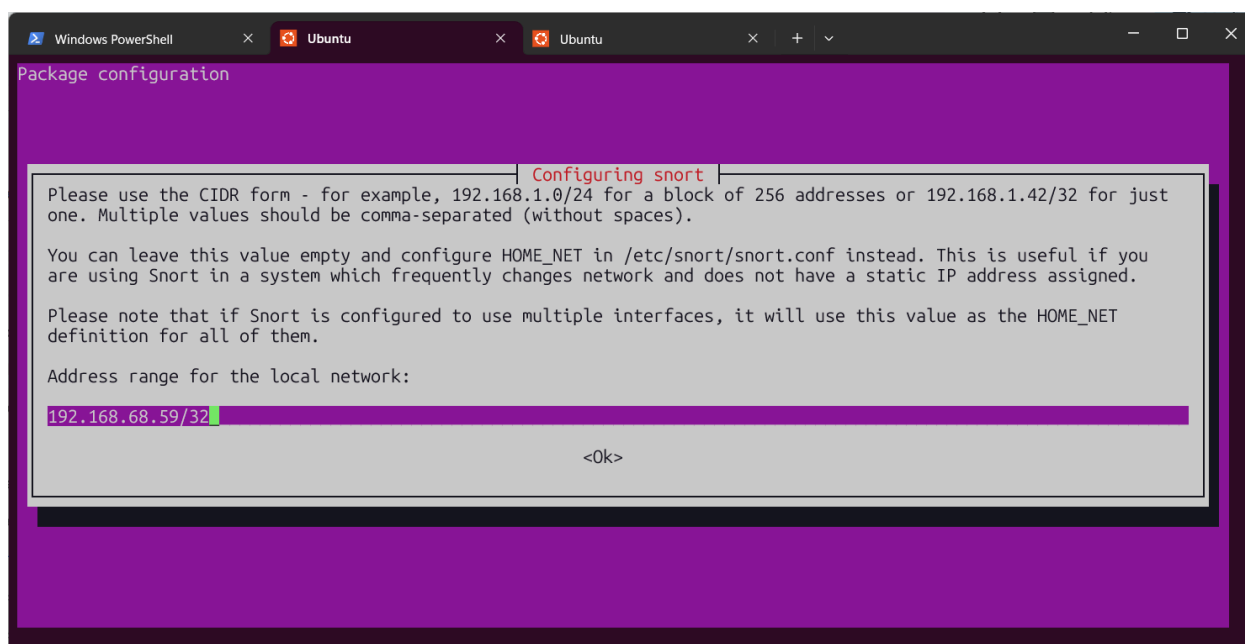 Windows PowerShell
Ubuntu
Ubuntu
Package configuration
Configuring snort
Please use the CIDR form - for example, 192.168.1.0/24 for a block of 256 addresses or 192.168.1.42/32 for just
one. Multiple values should be comma-separated (without spaces).
You can leave this value empty and configure HOME_NET in /etc/snort/snort.conf instead. This is useful if you
are using Snort in a system which frequently changes network and does not have a static IP address assigned.
Please note that if Snort is configured to use multiple interfaces, it will use this value as the HOME_NET
definition for all of them.
Address range for the local network:
192.168.68.59/32
<Ok>